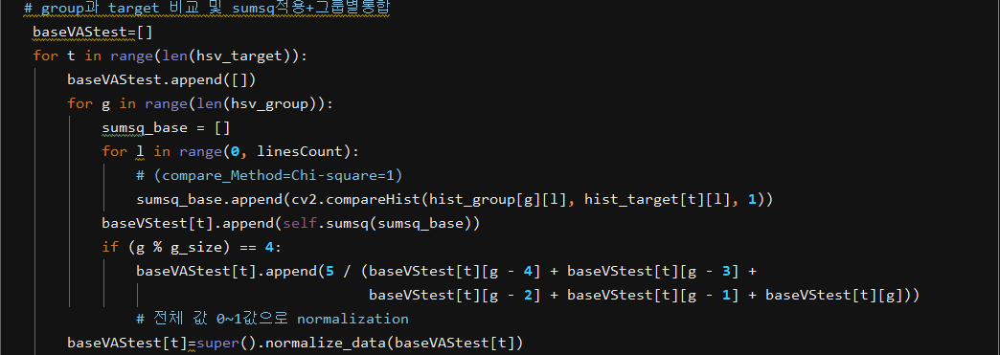 # group과 target 비교 및 sumsq적용+그룹별통합
baseVAStest=[]
for t in range(len(hsv_target)):
baseVAStest.append([])
for g in range(len(hsv_group)):
sumsq_base = []
for l in range(0, linesCount):
# (compare_Method=Chi-square=1)
sumsq_base.append(cv2.compareHist(hist_group[g][l], hist_target[t][l], 1))
baseVStest[t].append(self.sumsq(sumsq_base))
if (g % g_size) == 4:
baseVAStest[t].append(5 / (baseVStest[t][g - 4] + baseVStest[t][g - 3] +
baseVStest[t][g - 2] + baseVStest[t][g - 1] + baseVStest[t][g]))
# 전체 값 0~1값으로 normalization
baseVAStest[t]=super().normalize_data(baseVAStest[t])